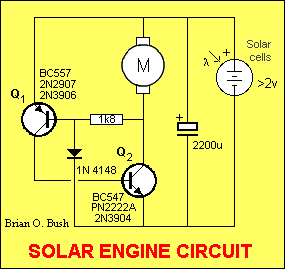 Solar
cells
λ
+
>2v
M
BC557
2N2907
2N3906
Q1
1k8
+
2200u
Q2
1N 4148
BC547
PN2222A
2N3904
Brian O. Bush
SOLAR ENGINE CIRCUIT